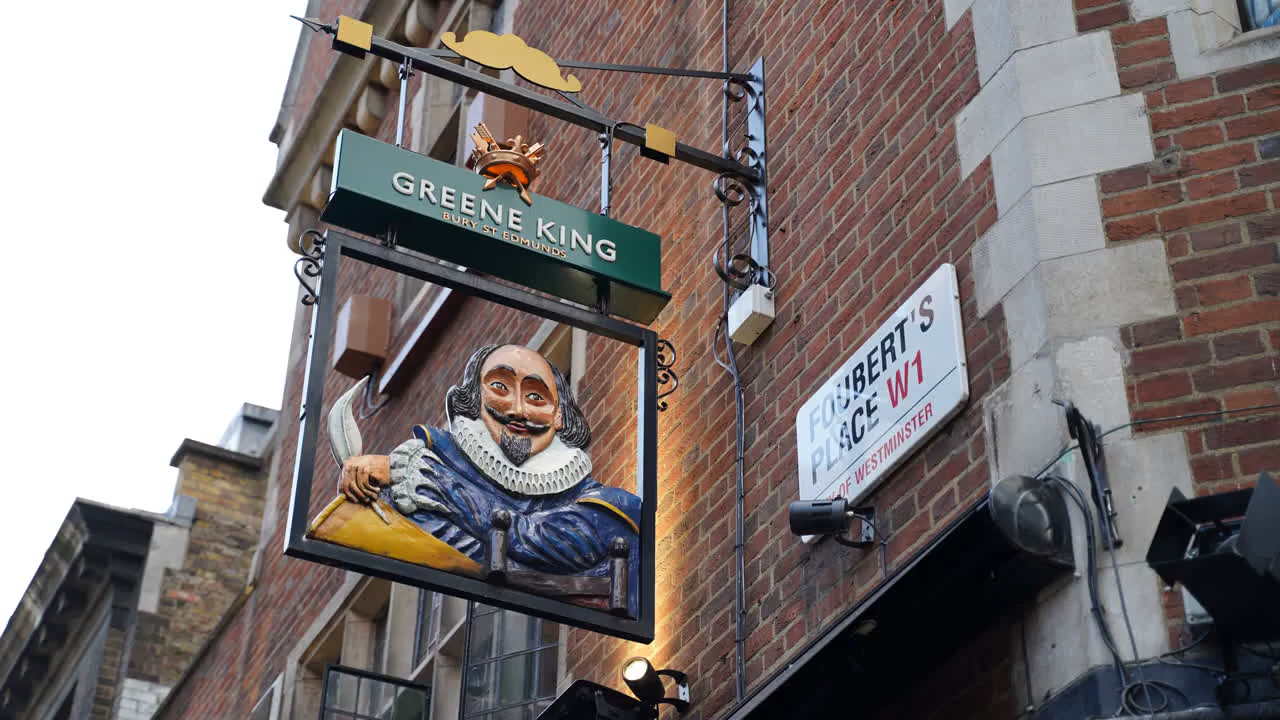 GREENE KING
BURY ST EDMUNDS
FOUBERT'S
PLACE W1
OF WESTMINSTER